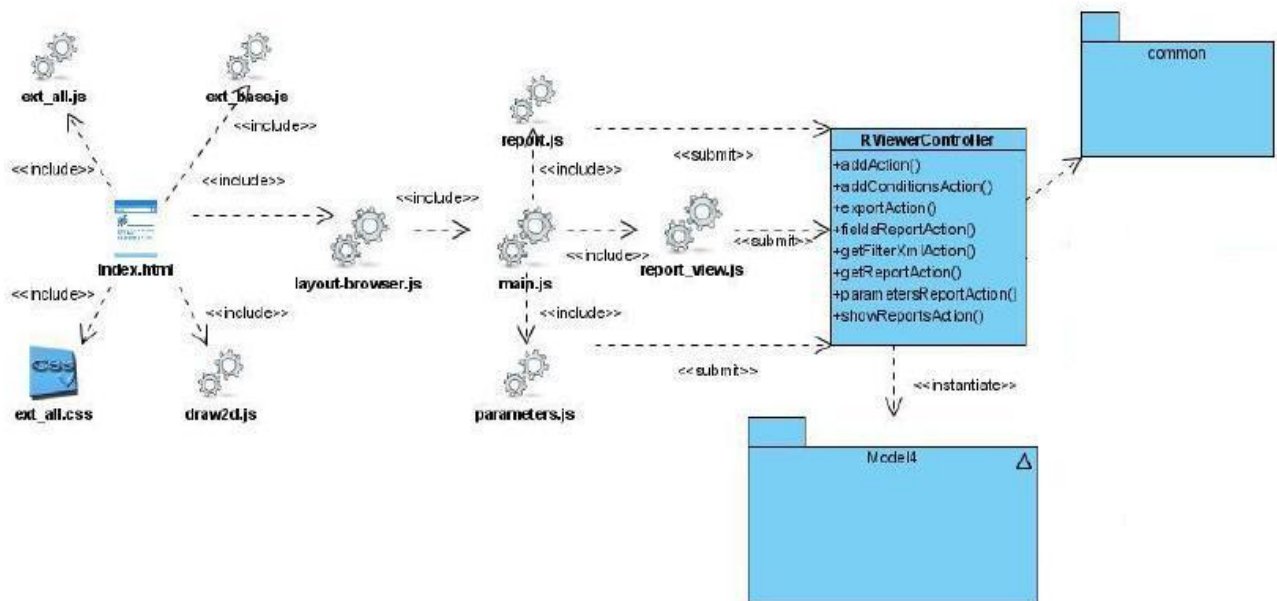 common
ext_all.js
ext_base.js
<<include>>
report.js
<<submit>>
RViewerController
+addAction()
+addConditionsAction()
+exportAction()
+fieldsReportAction()
+getFilterXmlAction()
+getReportAction()
+parametersReportAction()
+showReportsAction()
<<include>>
<<include>>
<<include>>
<<include>>
index.html
layout-browser.js
main.js
<<include>>
report_view.js
<<submit>>
<<include>>
<<include>>
<<include>>
<<submit>>
<<instantiate>>
CSS
ext_all.css
draw2d.js
parameters.js
Model4